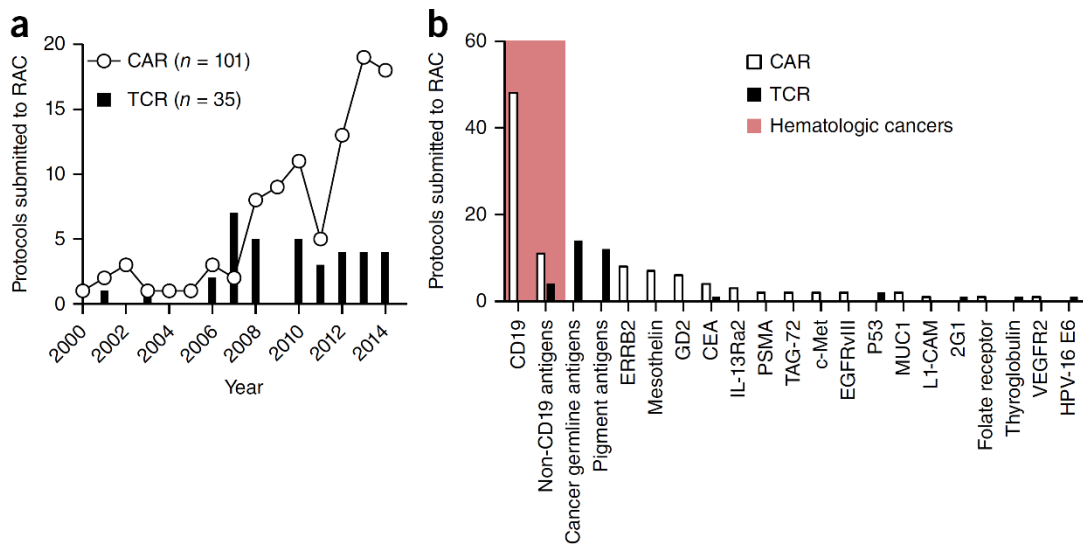 a
20
15
10
5
0
Protocols submitted to RAC
CAR (n = 101)
TCR (n = 35)
2000
2002
2004
2006
2008
2010
2012
2014
Year
b
60
40
20
0
Protocols submitted to RAC
CAR
TCR
Hematologic cancers
CD19
Non-CD19 antigens
Cancer germline antigens
Pigment antigens
ERRB2
Mesothelin
GD2
CEA
IL-13Ra2
PSMA
TAG-72
c-Met
EGFRvIII
P53
MUC1
L1-CAM
2G1
Folate receptor
Thyroglobulin
VEGFR2
HPV-16 E6